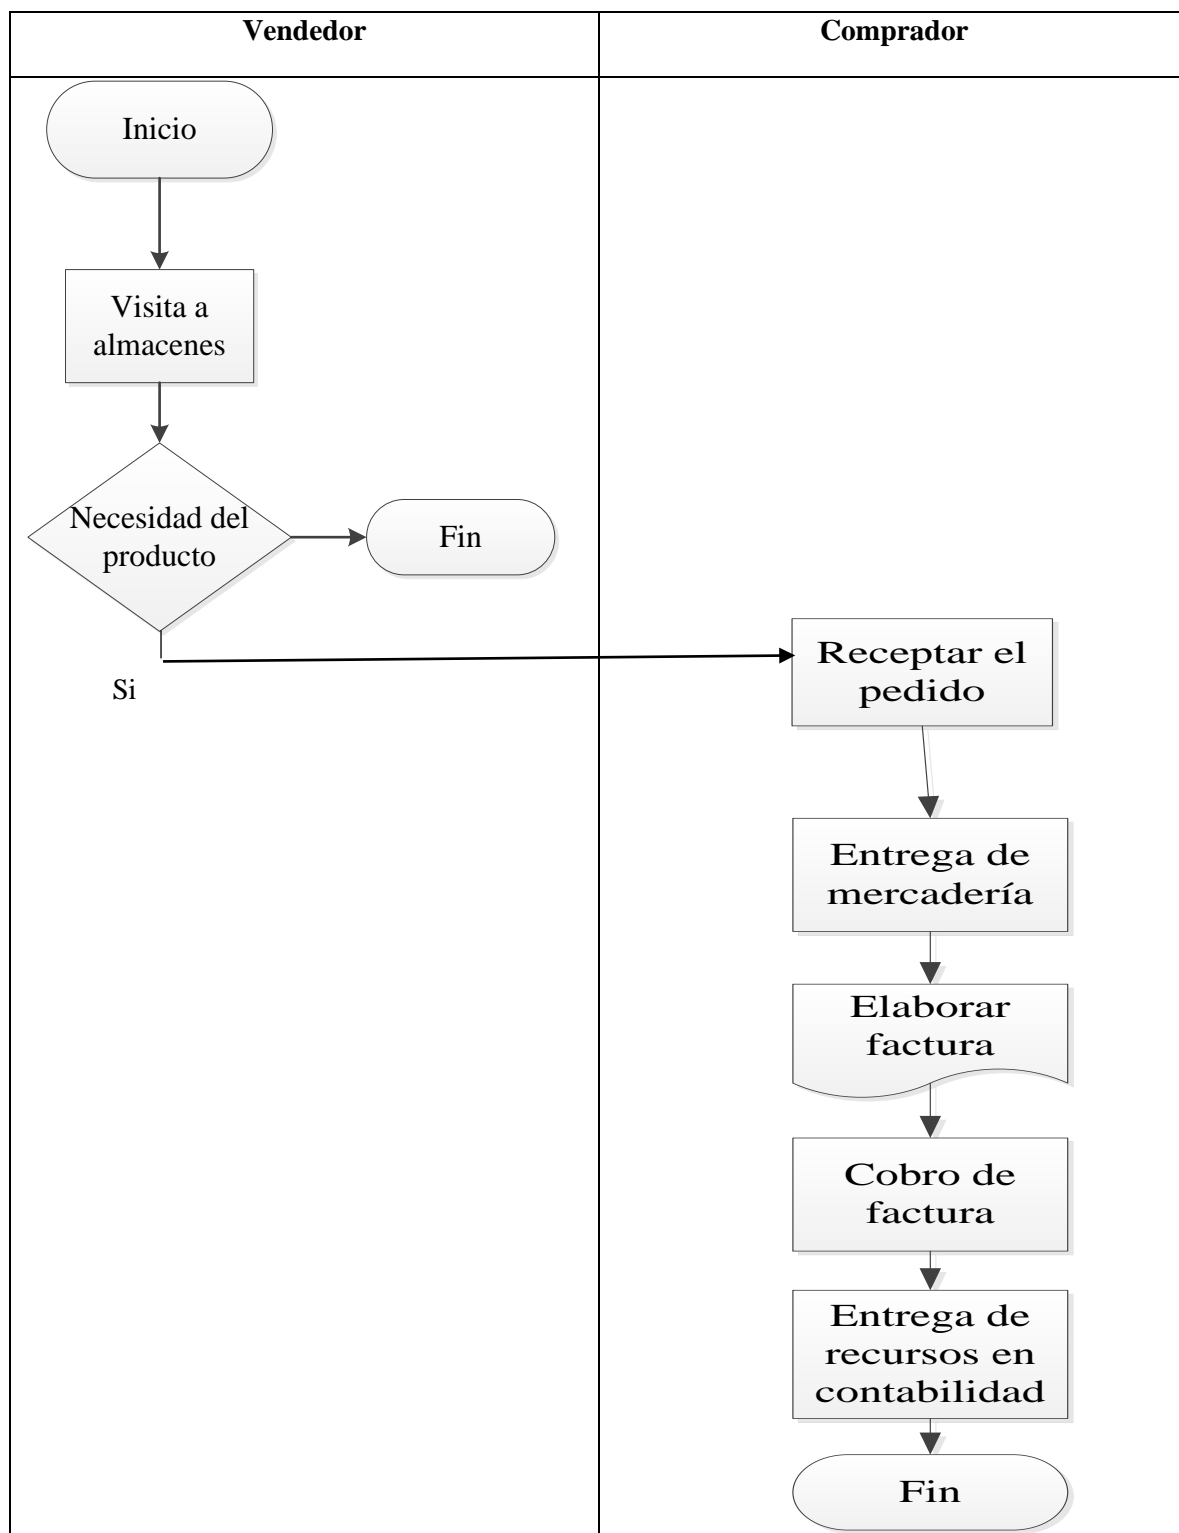 Vendedor
Comprador
Inicio
Visita a
almacenes
Necesidad del
producto
Fin
Si
Receptar el
pedido
Entrega de
mercadería
Elaborar
factura
Cobro de
factura
Entrega de
recursos en
contabilidad
Fin